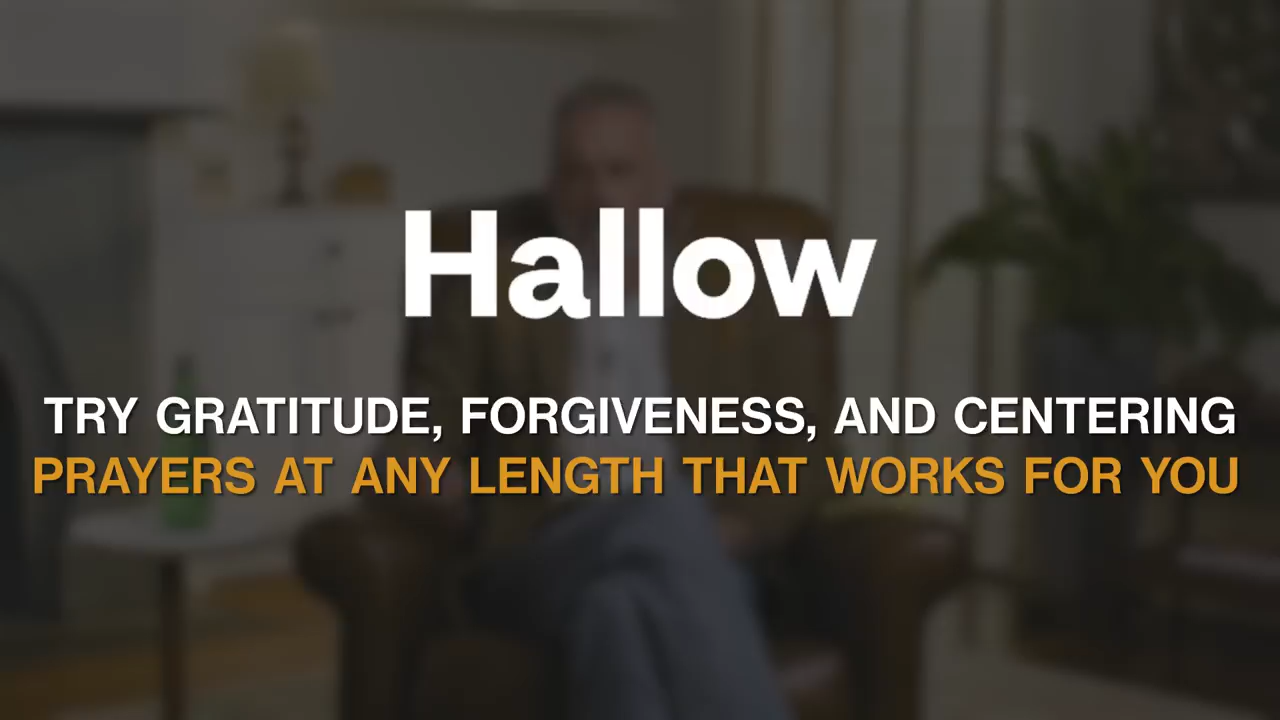 Hallow
TRY GRATITUDE, FORGIVENESS, AND CENTERING
PRAYERS AT ANY LENGTH THAT WORKS FOR YOU